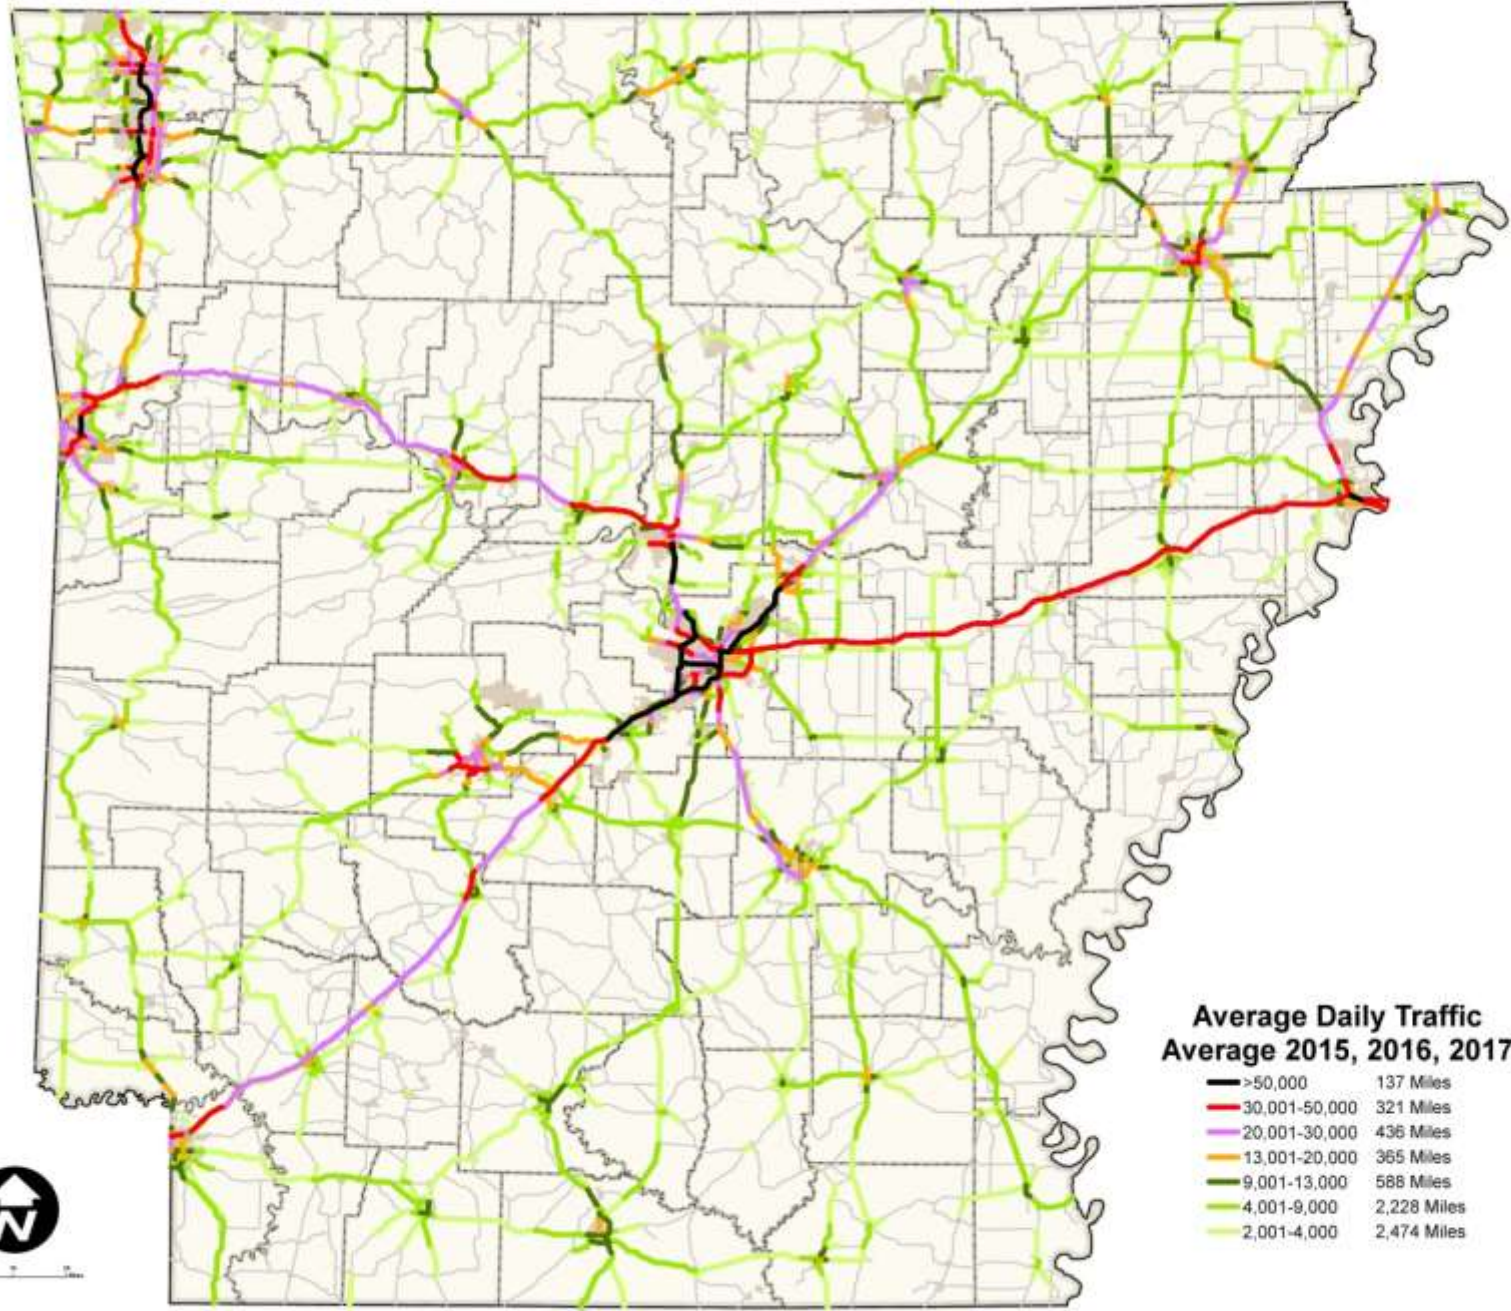 Average Daily Traffic
Average 2015, 2016, 2017
>50,000 137 Miles
30,001-50,000 321 Miles
20,001-30,000 436 Miles
13,001-20,000 365 Miles
9,001-13,000 588 Miles
4,001-9,000 2,228 Miles
2,001-4,000 2,474 Miles
N